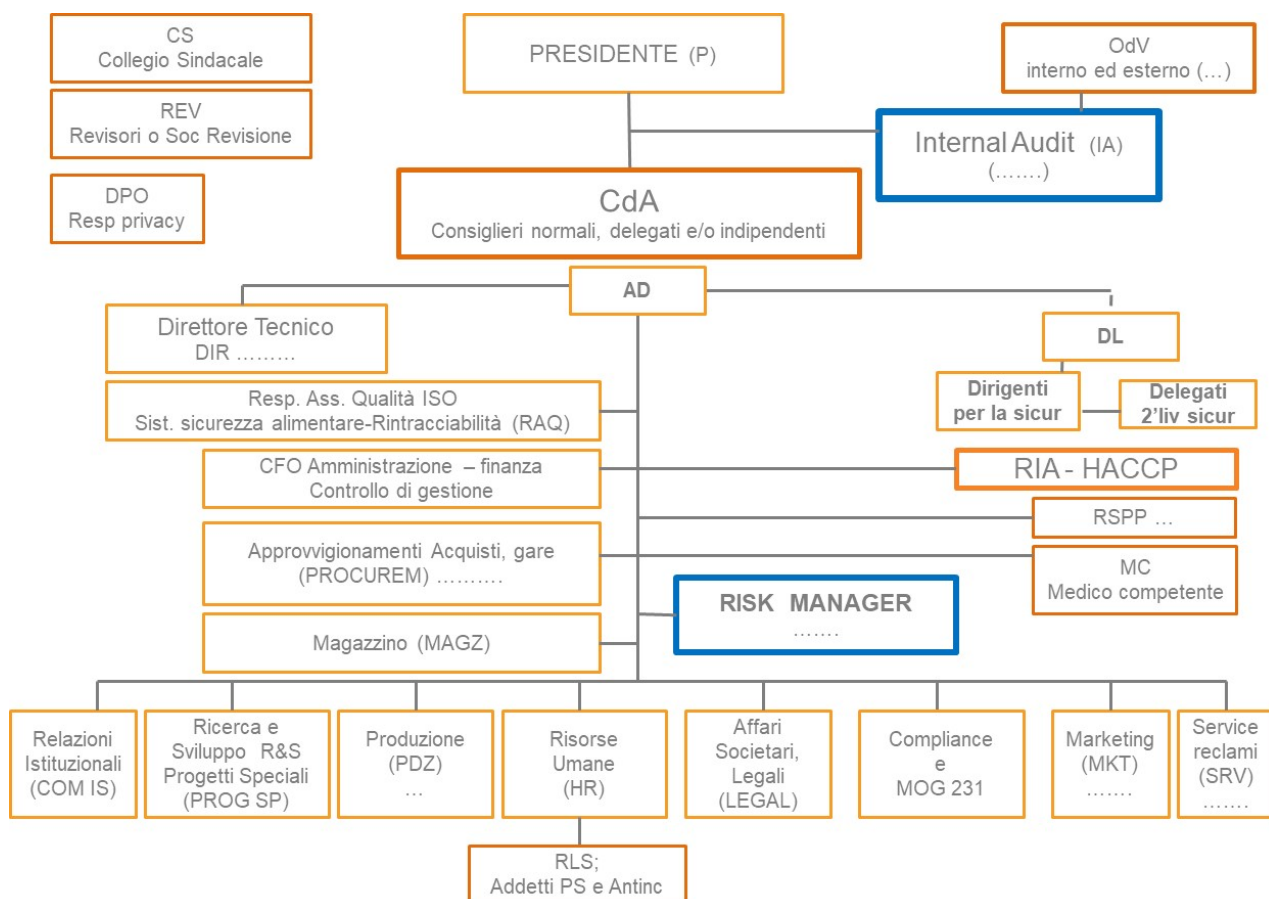 CS
Collegio Sindacale
PRESIDENTE (P)
OdV
interno ed esterno (…)
REV
Revisori o Soc Revisione
Internal Audit (IA)
(…….)
DPO
Resp privacy
CdA
Consiglieri normali, delegati e/o indipendenti
AD
Direttore Tecnico
DIR ………
DL
Dirigenti
per la sicur
Delegati
2'liv sicur
Resp. Ass. Qualità ISO
Sist. sicurezza alimentare-Rintracciabilità (RAQ)
CFO Amministrazione – finanza
Controllo di gestione
RIA - HACCP
RSPP …
Approvvigionamenti Acquisti, gare
(PROCUREM) ……….
MC
Medico competente
RISK MANAGER
…….
Magazzino (MAGZ)
Relazioni
Istituzionali
(COM IS)
Ricerca e
Sviluppo R&S
Progetti Speciali
(PROG SP)
Produzione
(PDZ)
…
Risorse
Umane
(HR)
Affari
Societari,
Legali
(LEGAL)
Compliance
e
MOG 231
Marketing
(MKT)
…….
Service
reclami
(SRV)
…….
RLS;
Addetti PS e Antinc